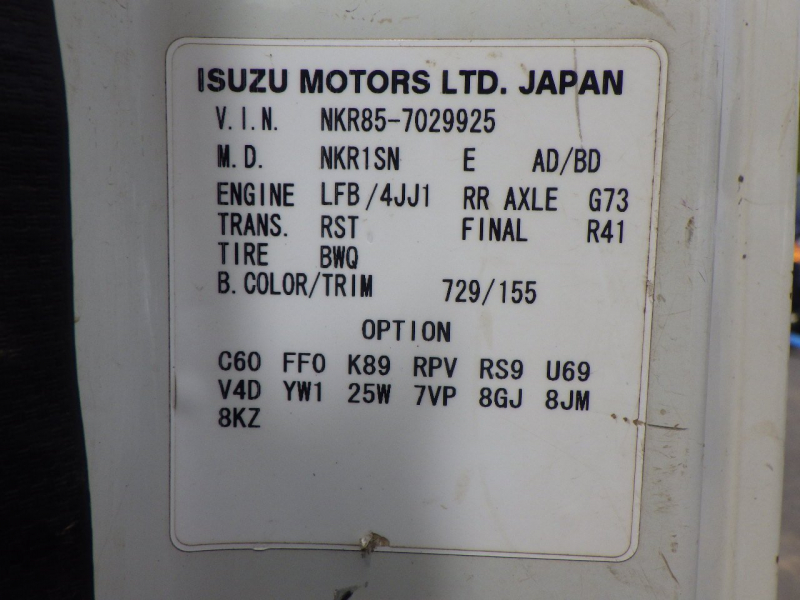 ISUZU MOTORS LTD. JAPAN
V.I.N. NKR85-7029925
M.D. NKR1SN E AD/BD
ENGINE LFB/4JJ1 RR AXLE G73
TRANS. RST FINAL R41
TIRE BWQ
B.COLOR/TRIM 729/155
OPTION
C60 FF0 K89 RPV RS9 U69
V4D YW1 25W 7VP 8GJ 8JM
8KZ